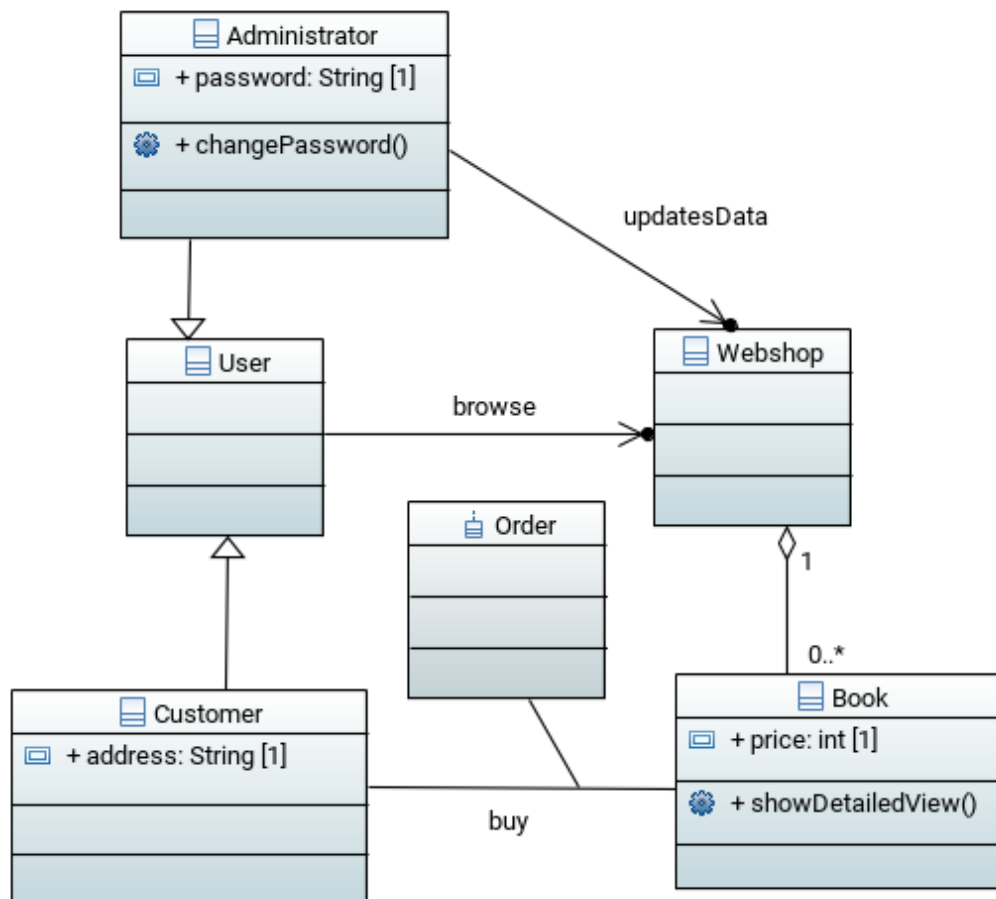 Administrator
+ password: String [1]
+ changePassword()
updatesData
User
Webshop
browse
Order
1
0..*
Customer
+ address: String [1]
Book
+ price: int [1]
+ showDetailedView()
buy